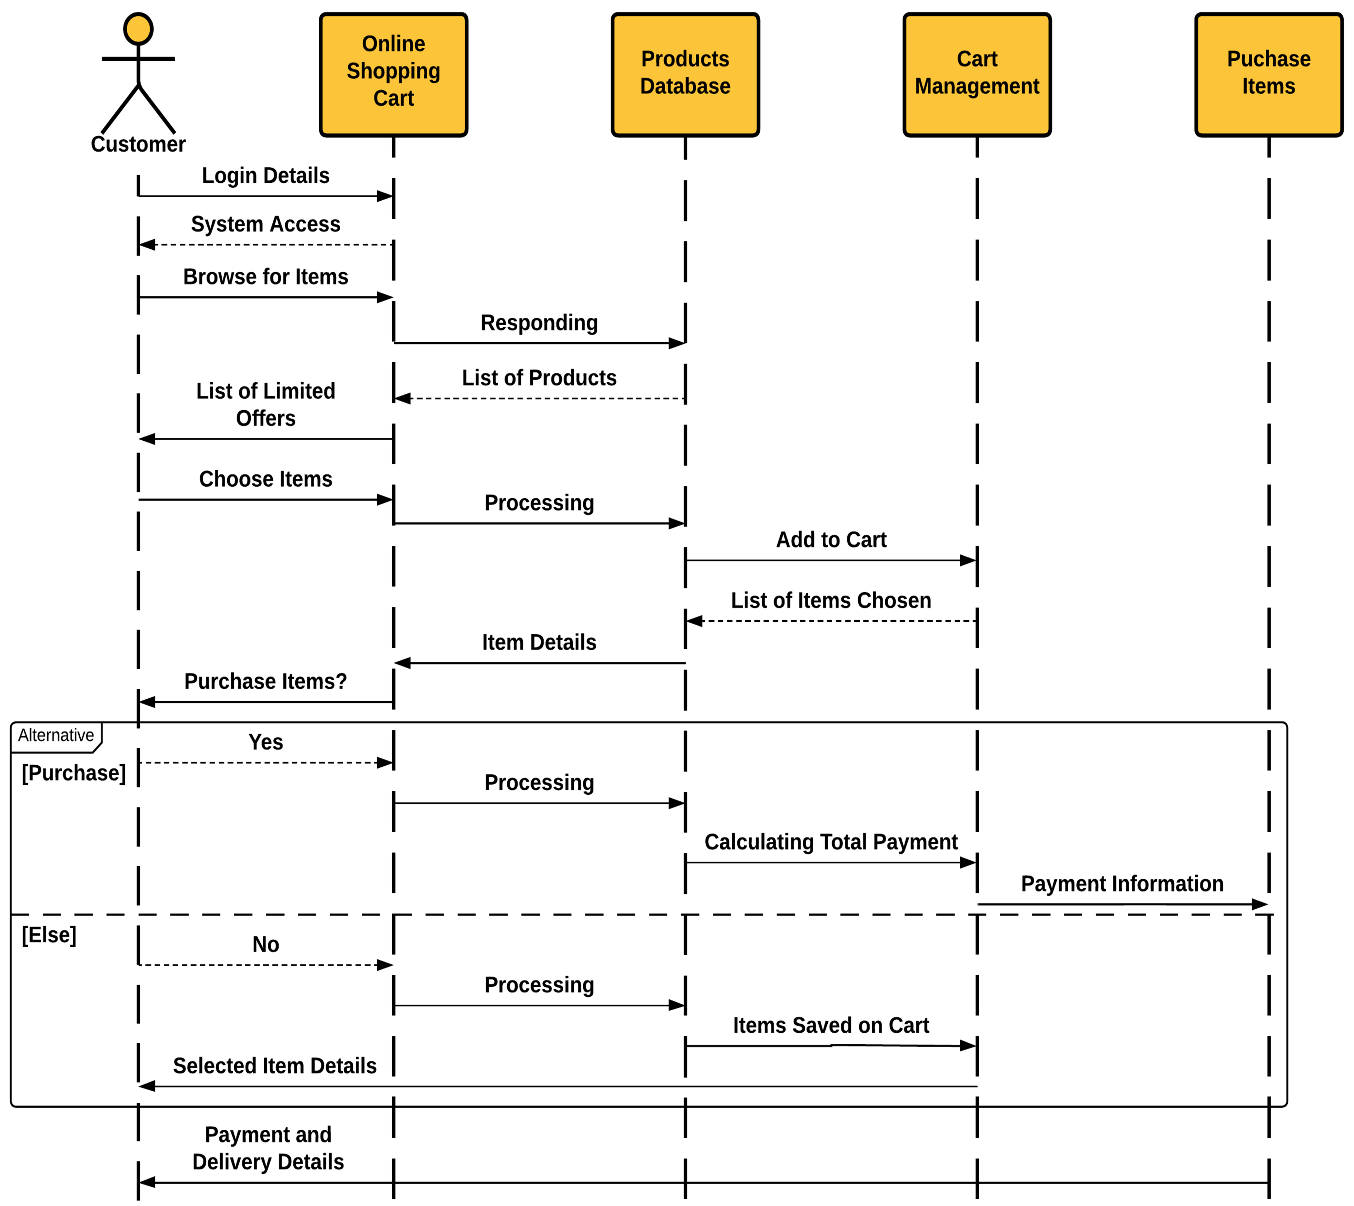 Customer
Online
Shopping
Cart
Products
Database
Cart
Management
Puchase
Items
Login Details
System Access
Browse for Items
Responding
List of Products
List of Limited
Offers
Choose Items
Processing
Add to Cart
List of Items Chosen
Item Details
Purchase Items?
Alternative
Yes
[Purchase]
Processing
Calculating Total Payment
Payment Information
[Else]
No
Processing
Items Saved on Cart
Selected Item Details
Payment and
Delivery Details